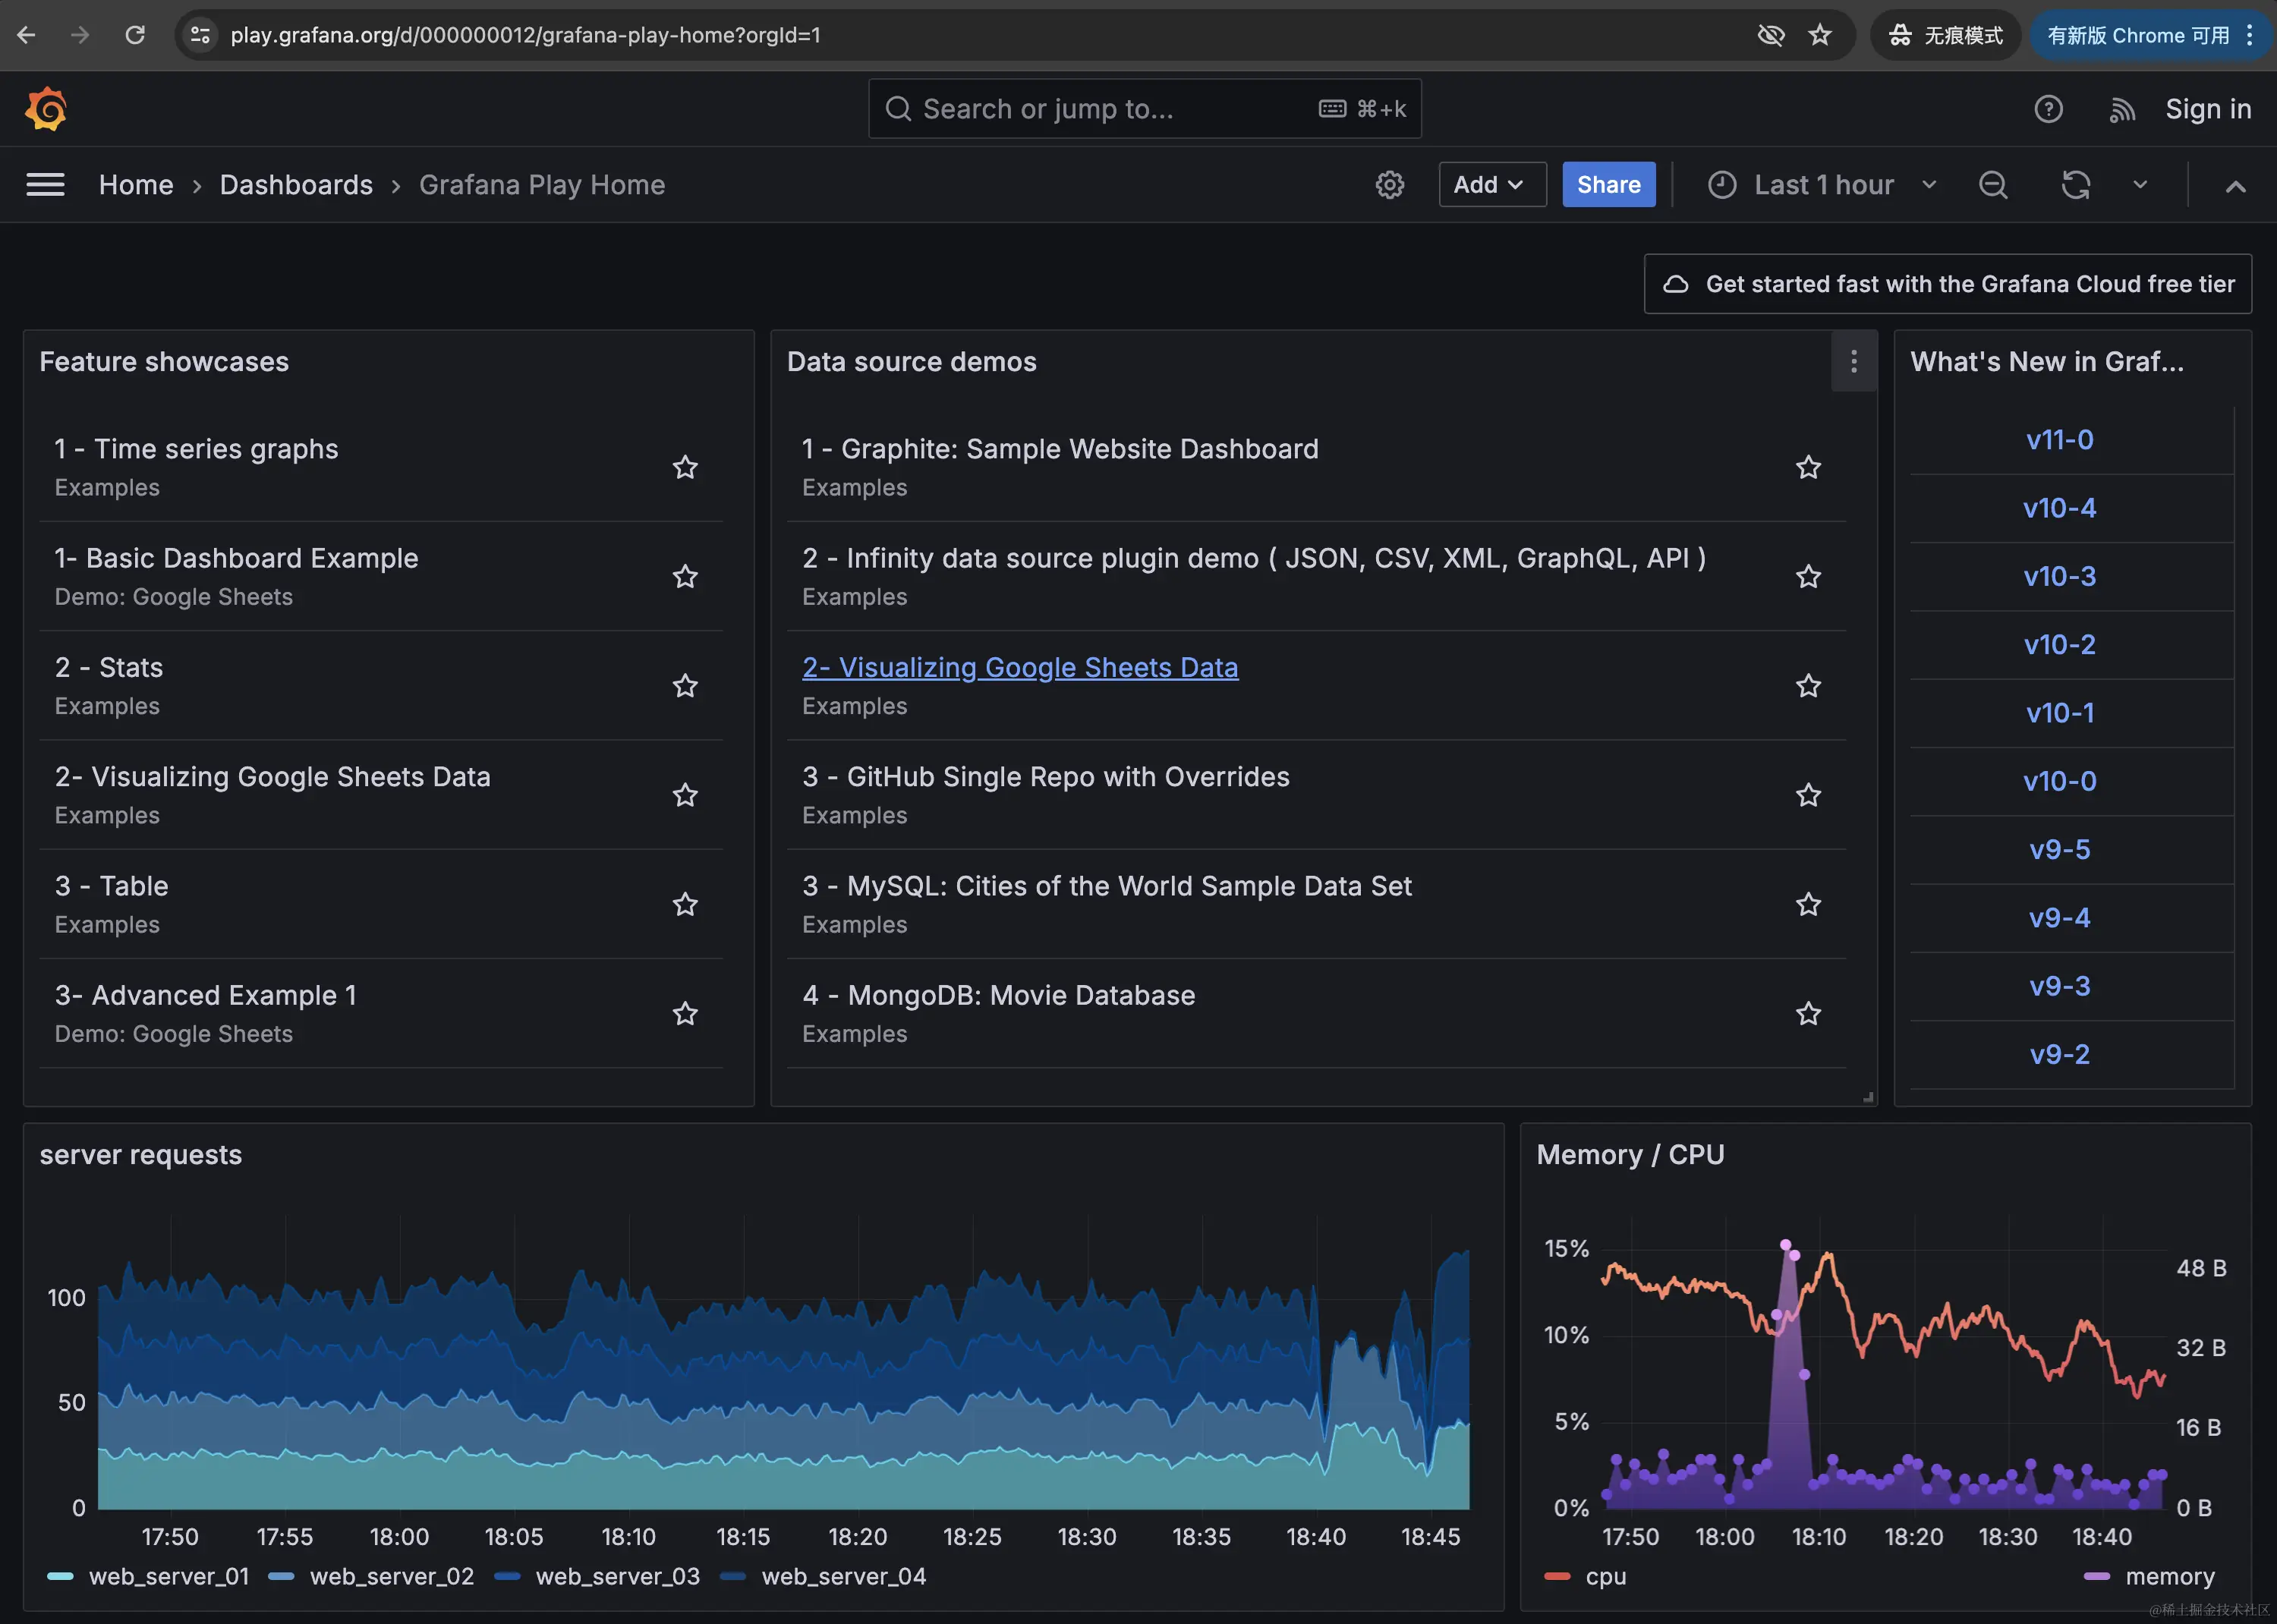 play.grafana.org/d/000000012/grafana-play-home?orgId=1
无痕模式
有新版 Chrome 可用
Search or jump to...
⌘+k
Sign in
Home › Dashboards › Grafana Play Home
Add
Share
Last 1 hour
Get started fast with the Grafana Cloud free tier
Feature showcases
1 - Time series graphs
Examples
1- Basic Dashboard Example
Demo: Google Sheets
2 - Stats
Examples
2- Visualizing Google Sheets Data
Examples
3 - Table
Examples
3- Advanced Example 1
Demo: Google Sheets
Data source demos
1 - Graphite: Sample Website Dashboard
Examples
2 - Infinity data source plugin demo ( JSON, CSV, XML, GraphQL, API )
Examples
2- Visualizing Google Sheets Data
Examples
3 - GitHub Single Repo with Overrides
Examples
3 - MySQL: Cities of the World Sample Data Set
Examples
4 - MongoDB: Movie Database
Examples
What's New in Graf...
v11-0
v10-4
v10-3
v10-2
v10-1
v10-0
v9-5
v9-4
v9-3
v9-2
server requests
100
50
0
17:50 17:55 18:00 18:05 18:10 18:15 18:20 18:25 18:30 18:35 18:40 18:45
web_server_01 web_server_02 web_server_03 web_server_04
Memory / CPU
15%
10%
5%
0%
48 B
32 B
16 B
0 B
17:50 18:00 18:10 18:20 18:30 18:40
cpu
memory
@稀土掘金技术社区